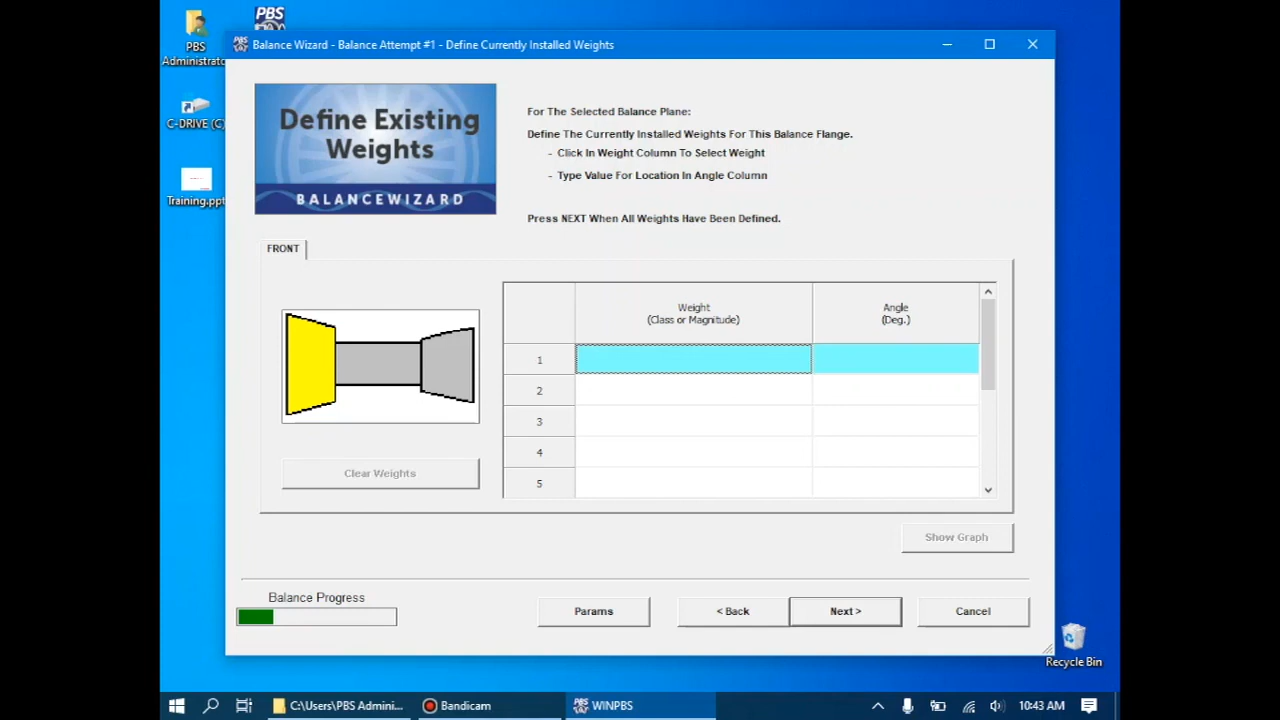 PBS
PBS
Administrato
C-DRIVE (C)
Training.ppt
Balance Wizard - Balance Attempt #1 - Define Currently Installed Weights
Define Existing
Weights
BALANCEWIZARD
For The Selected Balance Plane:
Define The Currently Installed Weights For This Balance Flange.
- Click In Weight Column To Select Weight
- Type Value For Location In Angle Column
Press NEXT When All Weights Have Been Defined.
FRONT
Weight
(Class or Magnitude)
Angle
(Deg.)
1
2
3
4
5
Clear Weights
Show Graph
Balance Progress
Params
< Back
Next >
Cancel
Recycle Bin
C:\Users\PBS Admini...
Bandicam
WINPBS
10:43 AM